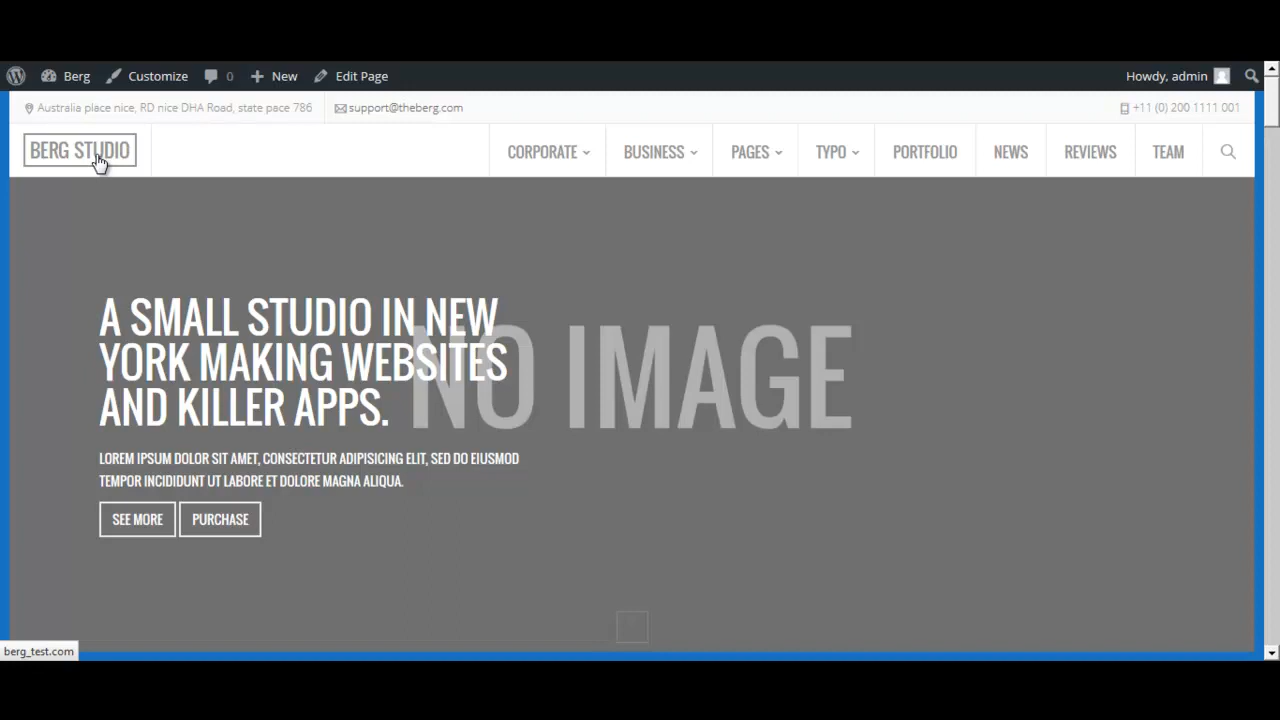 Berg Customize 0 New Edit Page Howdy, admin
Australia place nice, RD nice DHA Road, state pace 786 support@theberg.com +11 (0) 200 1111 001
BERG STUDIO CORPORATE BUSINESS PAGES TYPO PORTFOLIO NEWS REVIEWS TEAM
NO IMAGE
A SMALL STUDIO IN NEW
YORK MAKING WEBSITES
AND KILLER APPS.
LOREM IPSUM DOLOR SIT AMET, CONSECTETUR ADIPISICING ELIT, SED DO EIUSMOD
TEMPOR INCIDIDUNT UT LABORE ET DOLORE MAGNA ALIQUA.
SEE MORE PURCHASE
berg_test.com